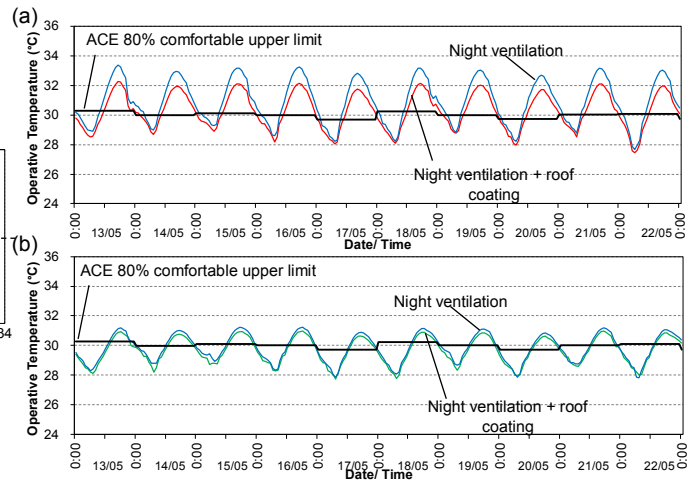 (a)
36
34
32
30
28
26
24
Operative Temperature (°C)
ACE 80% comfortable upper limit
Night ventilation
Night ventilation + roof
coating
0:00 13/05 0:00 14/05 0:00 15/05 0:00 16/05 0:00 17/05 0:00 18/05 0:00 19/05 0:00 20/05 0:00 21/05 0:00 22/05 0:00
Date/ Time
34
(b)
36
34
32
30
28
26
24
Operative Temperature (°C)
ACE 80% comfortable upper limit
Night ventilation
Night ventilation + roof
coating
0:00 13/05 0:00 14/05 0:00 15/05 0:00 16/05 0:00 17/05 0:00 18/05 0:00 19/05 0:00 20/05 0:00 21/05 0:00 22/05 0:00
Date/ Time